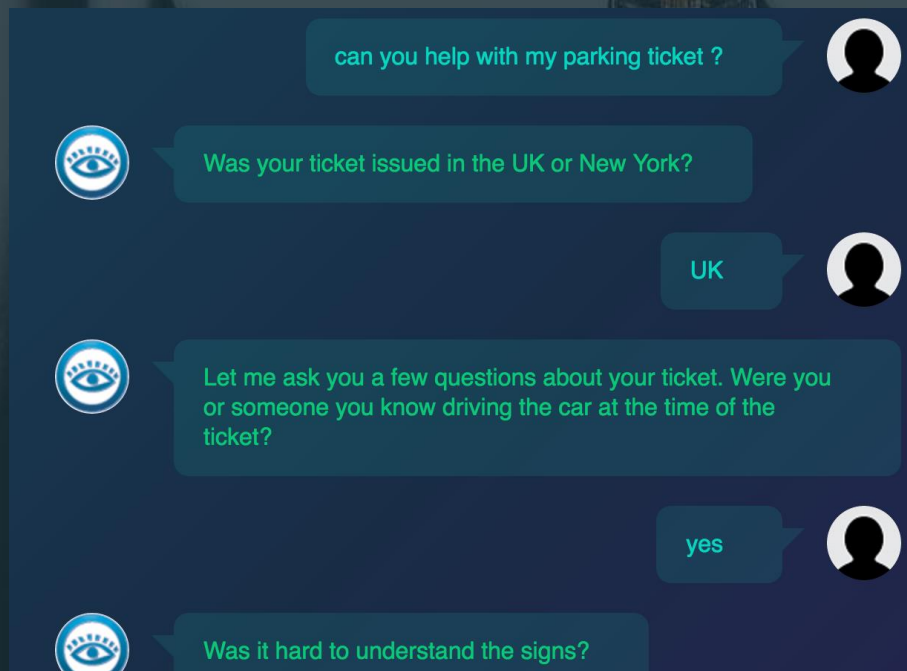 can you help with my parking ticket ?
Was your ticket issued in the UK or New York?
UK
Let me ask you a few questions about your ticket. Were you
or someone you know driving the car at the time of the
ticket?
yes
Was it hard to understand the signs?